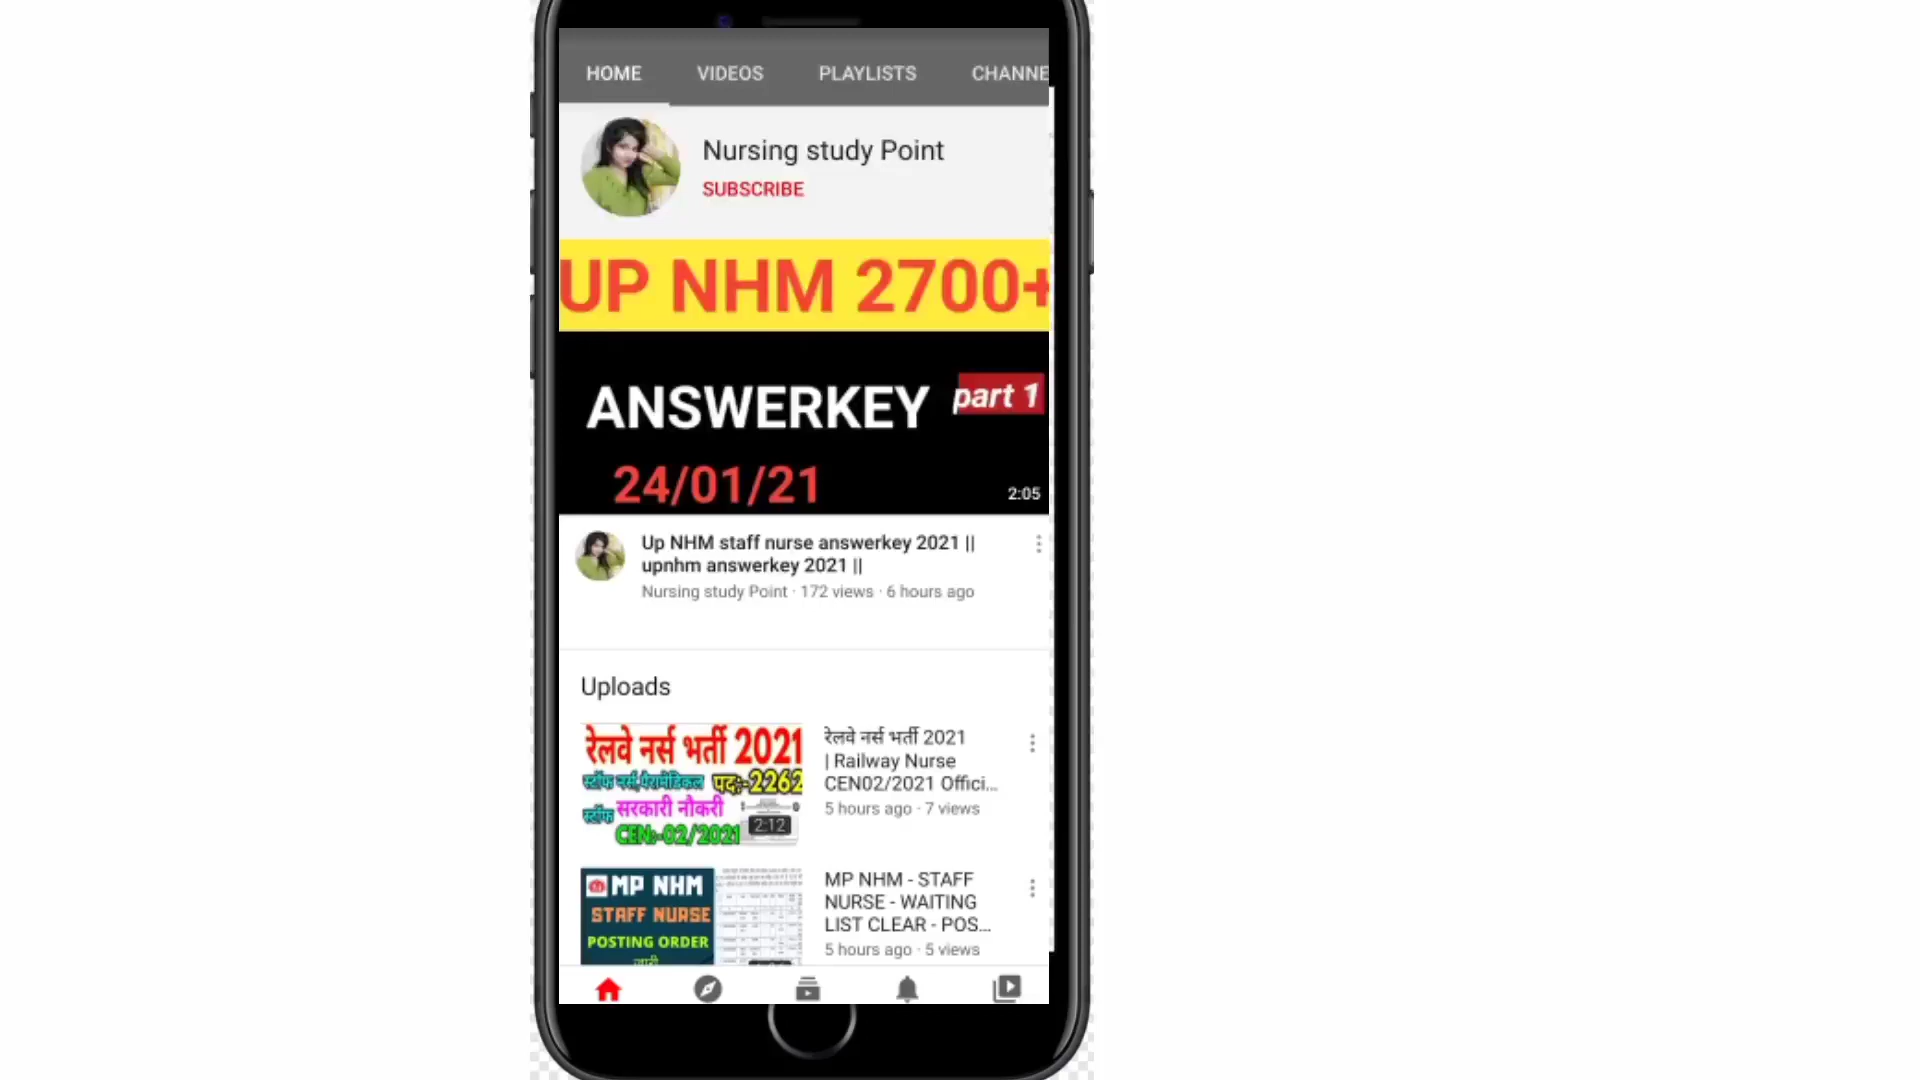 HOME VIDEOS PLAYLISTS CHANNE
Nursing study Point
SUBSCRIBE
UP NHM 2700+
ANSWERKEY part 1
24/01/21
2:05
Up NHM staff nurse answerkey 2021 ||
upnhm answerkey 2021 ||
Nursing study Point · 172 views · 6 hours ago
Uploads
रेलवे नर्स भर्ती 2021
स्टॉफ नर्स,पैरामेडिकल पद:-2262
स्टॉफ सरकारी नौकरी
CEN:-02/2021
2:12
रेलवे नर्स भर्ती 2021
| Railway Nurse
CEN02/2021 Offici...
5 hours ago · 7 views
MP NHM
STAFF NURSE
POSTING ORDER
जारी
MP NHM - STAFF
NURSE - WAITING
LIST CLEAR - POS...
5 hours ago · 5 views